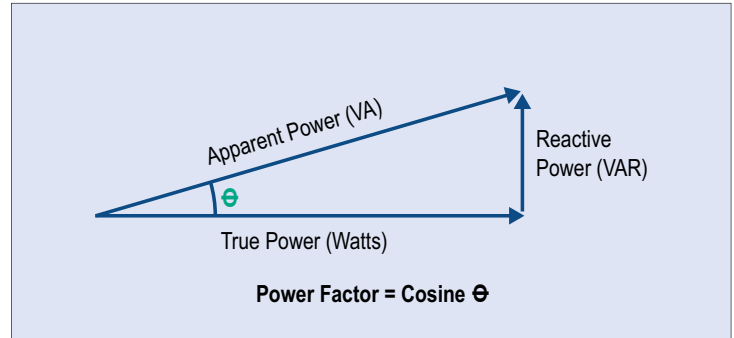 Apparent Power (VA)
Reactive
Power (VAR)
ɵ
True Power (Watts)
Power Factor = Cosine ɵ